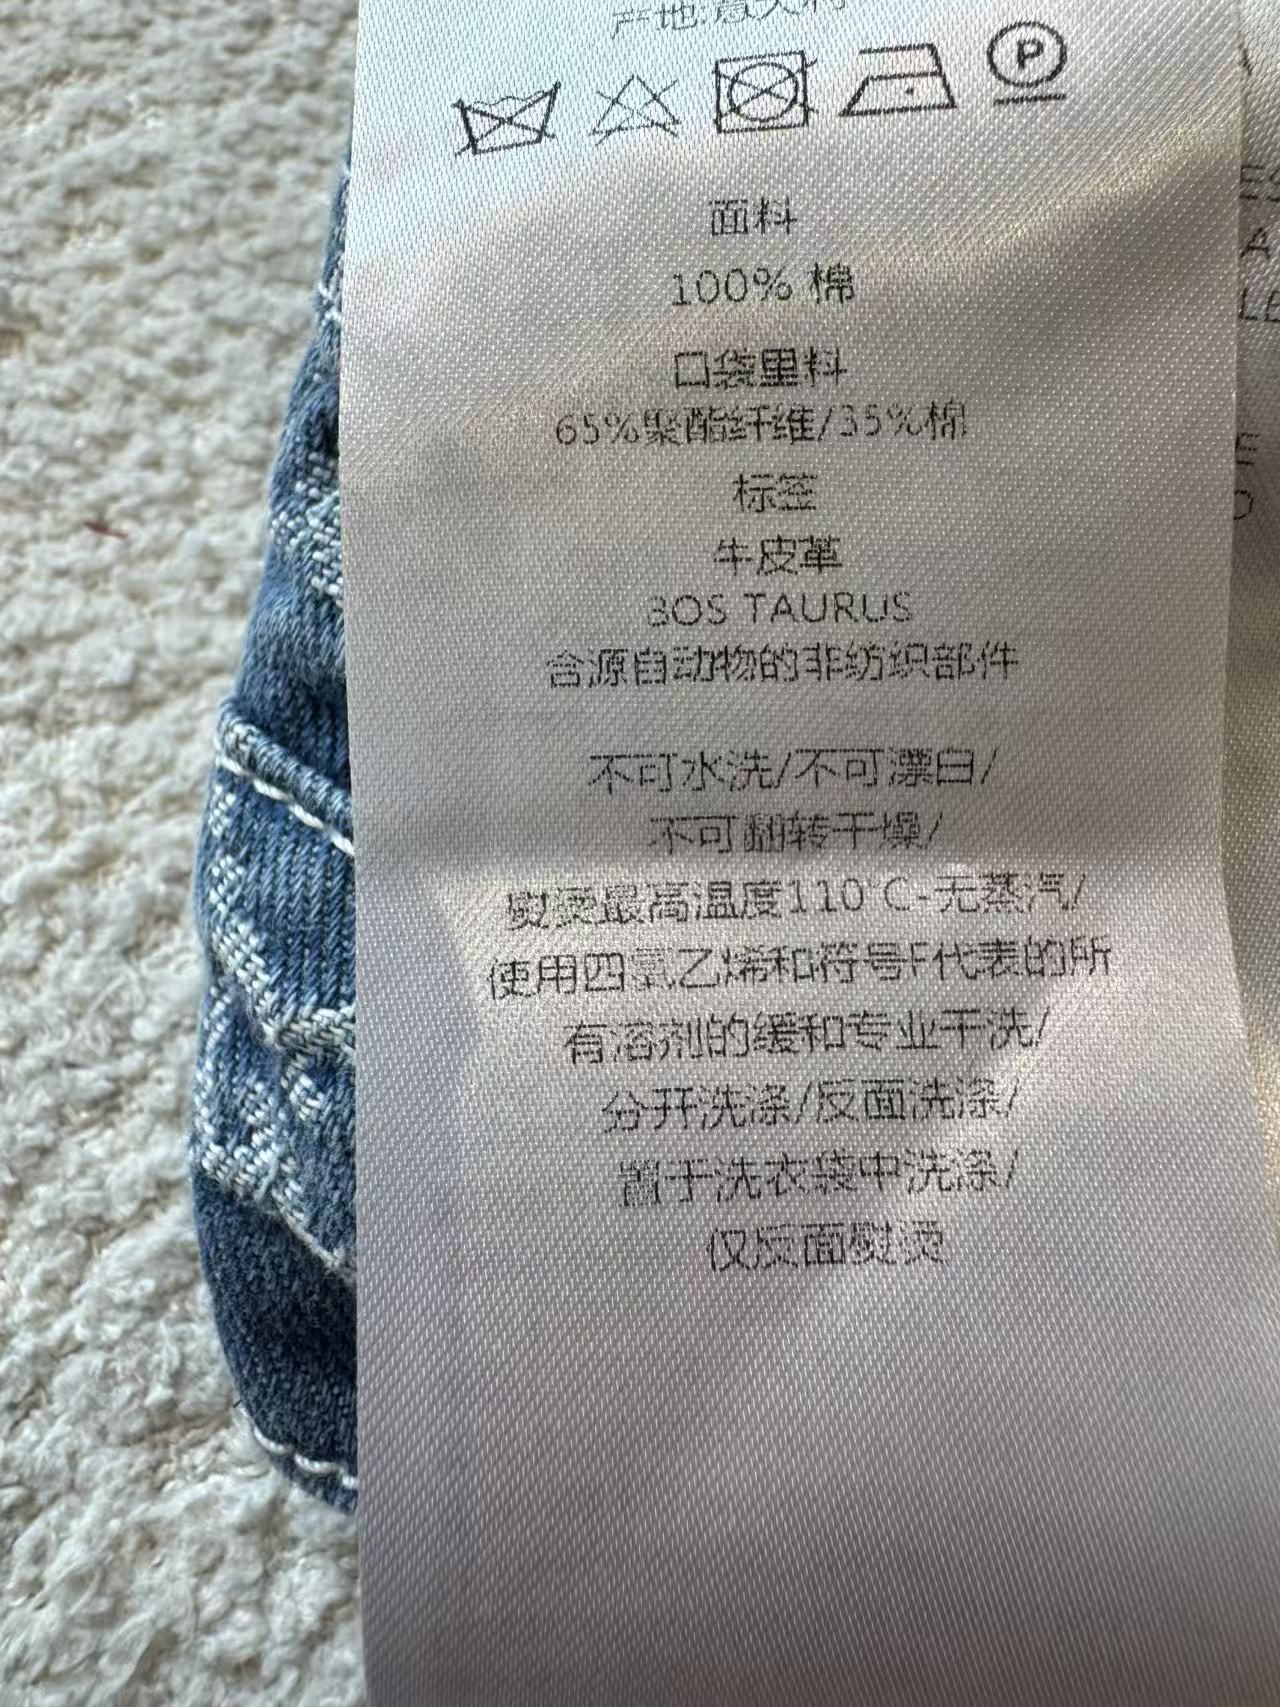 产地:意大利
P
面料
100% 棉
口袋里料
65%聚酯纤维/35%棉
标签
牛皮革
BOS TAURUS
含源自动物的非纺织部件
不可水洗/不可漂白/
不可翻转干燥/
熨烫最高温度110°C-无蒸汽/
使用四氯乙烯和符号F代表的所
有溶剂的缓和专业干洗/
分开洗涤/反面洗涤/
置于洗衣袋中洗涤/
仅反面熨烫